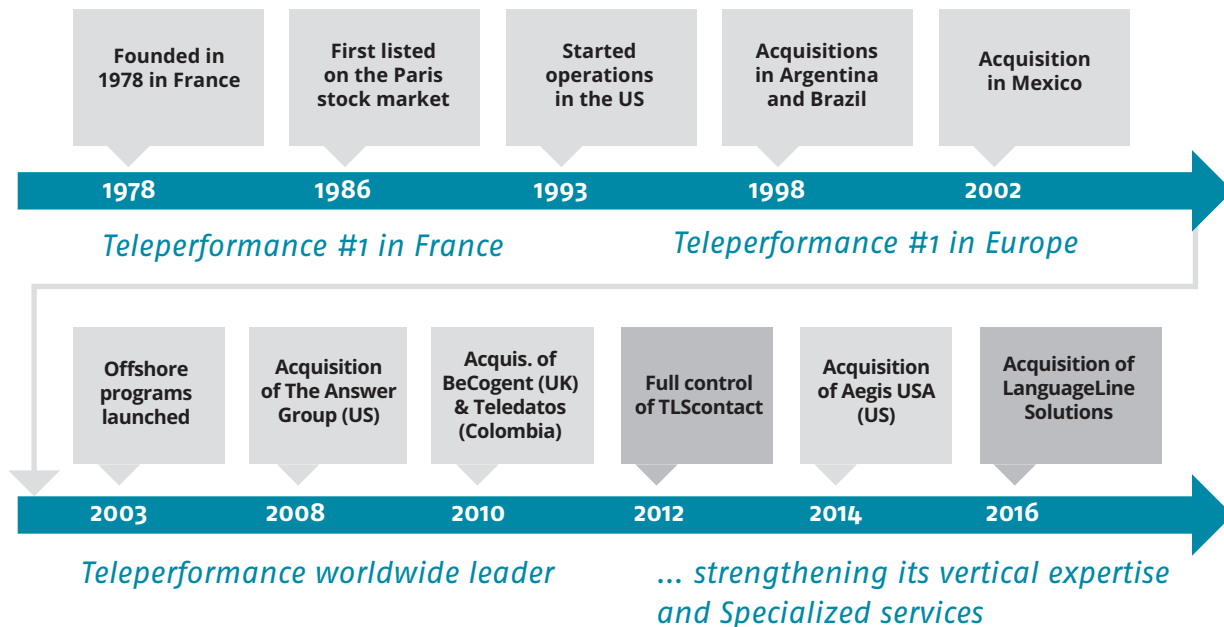 Founded in
1978 in France
First listed
on the Paris
stock market
Started
operations
in the US
Acquisitions
in Argentina
and Brazil
Acquisition
in Mexico
1978
1986
1993
1998
2002
Teleperformance #1 in France
Teleperformance #1 in Europe
Offshore
programs
launched
Acquisition
of The Answer
Group (US)
Acquis. of
BeCogent (UK)
& Teledatos
(Colombia)
Full control
of TLScontact
Acquisition
of Aegis USA
(US)
Acquisition of
LanguageLine
Solutions
2003
2008
2010
2012
2014
2016
Teleperformance worldwide leader
... strengthening its vertical expertise
and Specialized services